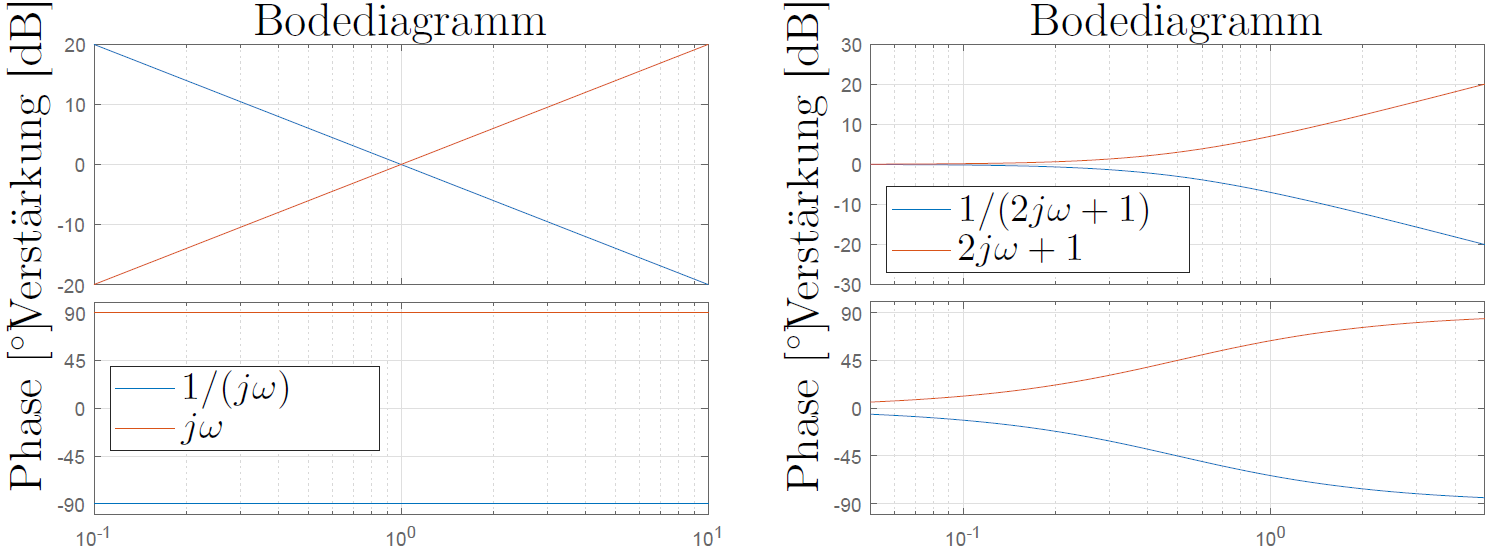 Bodediagramm
Verstärkung [dB]
20
10
0
-10
-20
Phase [°]
90
45
0
-45
-90
1/(jω)
jω
10^-1
10^0
10^1
Bodediagramm
Verstärkung [dB]
30
20
10
0
-10
-20
-30
1/(2jω + 1)
2jω + 1
Phase [°]
90
45
0
-45
-90
10^-1
10^0